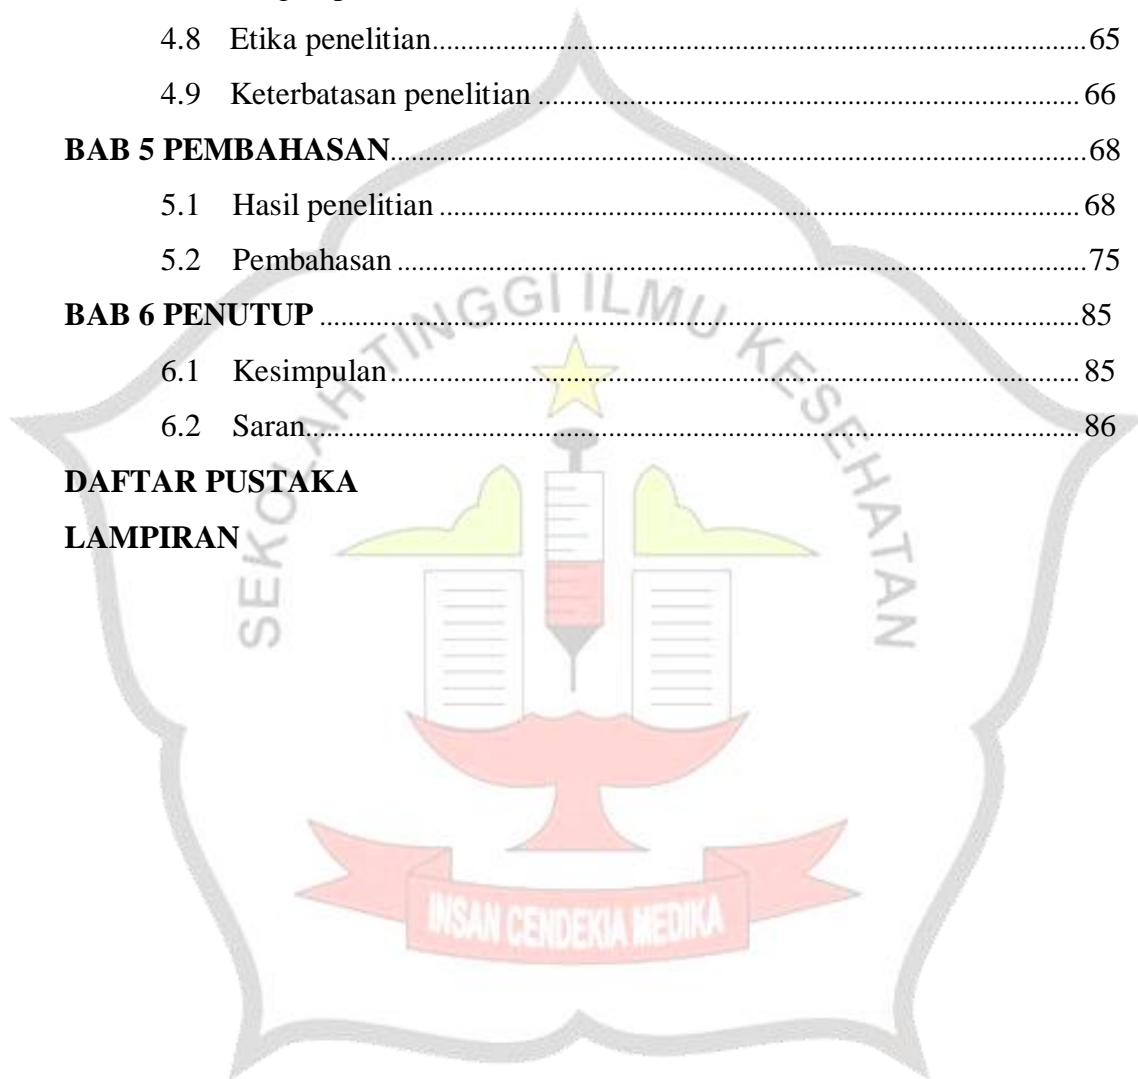 4.8 Etika penelitian........................................................................................65
4.9 Keterbatasan penelitian .........................................................................66
BAB 5 PEMBAHASAN.............................................................................................68
5.1 Hasil penelitian ......................................................................................68
5.2 Pembahasan ............................................................................................75
BAB 6 PENUTUP ....................................................................................................85
6.1 Kesimpulan.............................................................................................85
6.2 Saran........................................................................................................86
DAFTAR PUSTAKA
LAMPIRAN
SEKOLAH TINGGI ILMU KESEHATAN
INSAN CENDEKIA MEDIKA